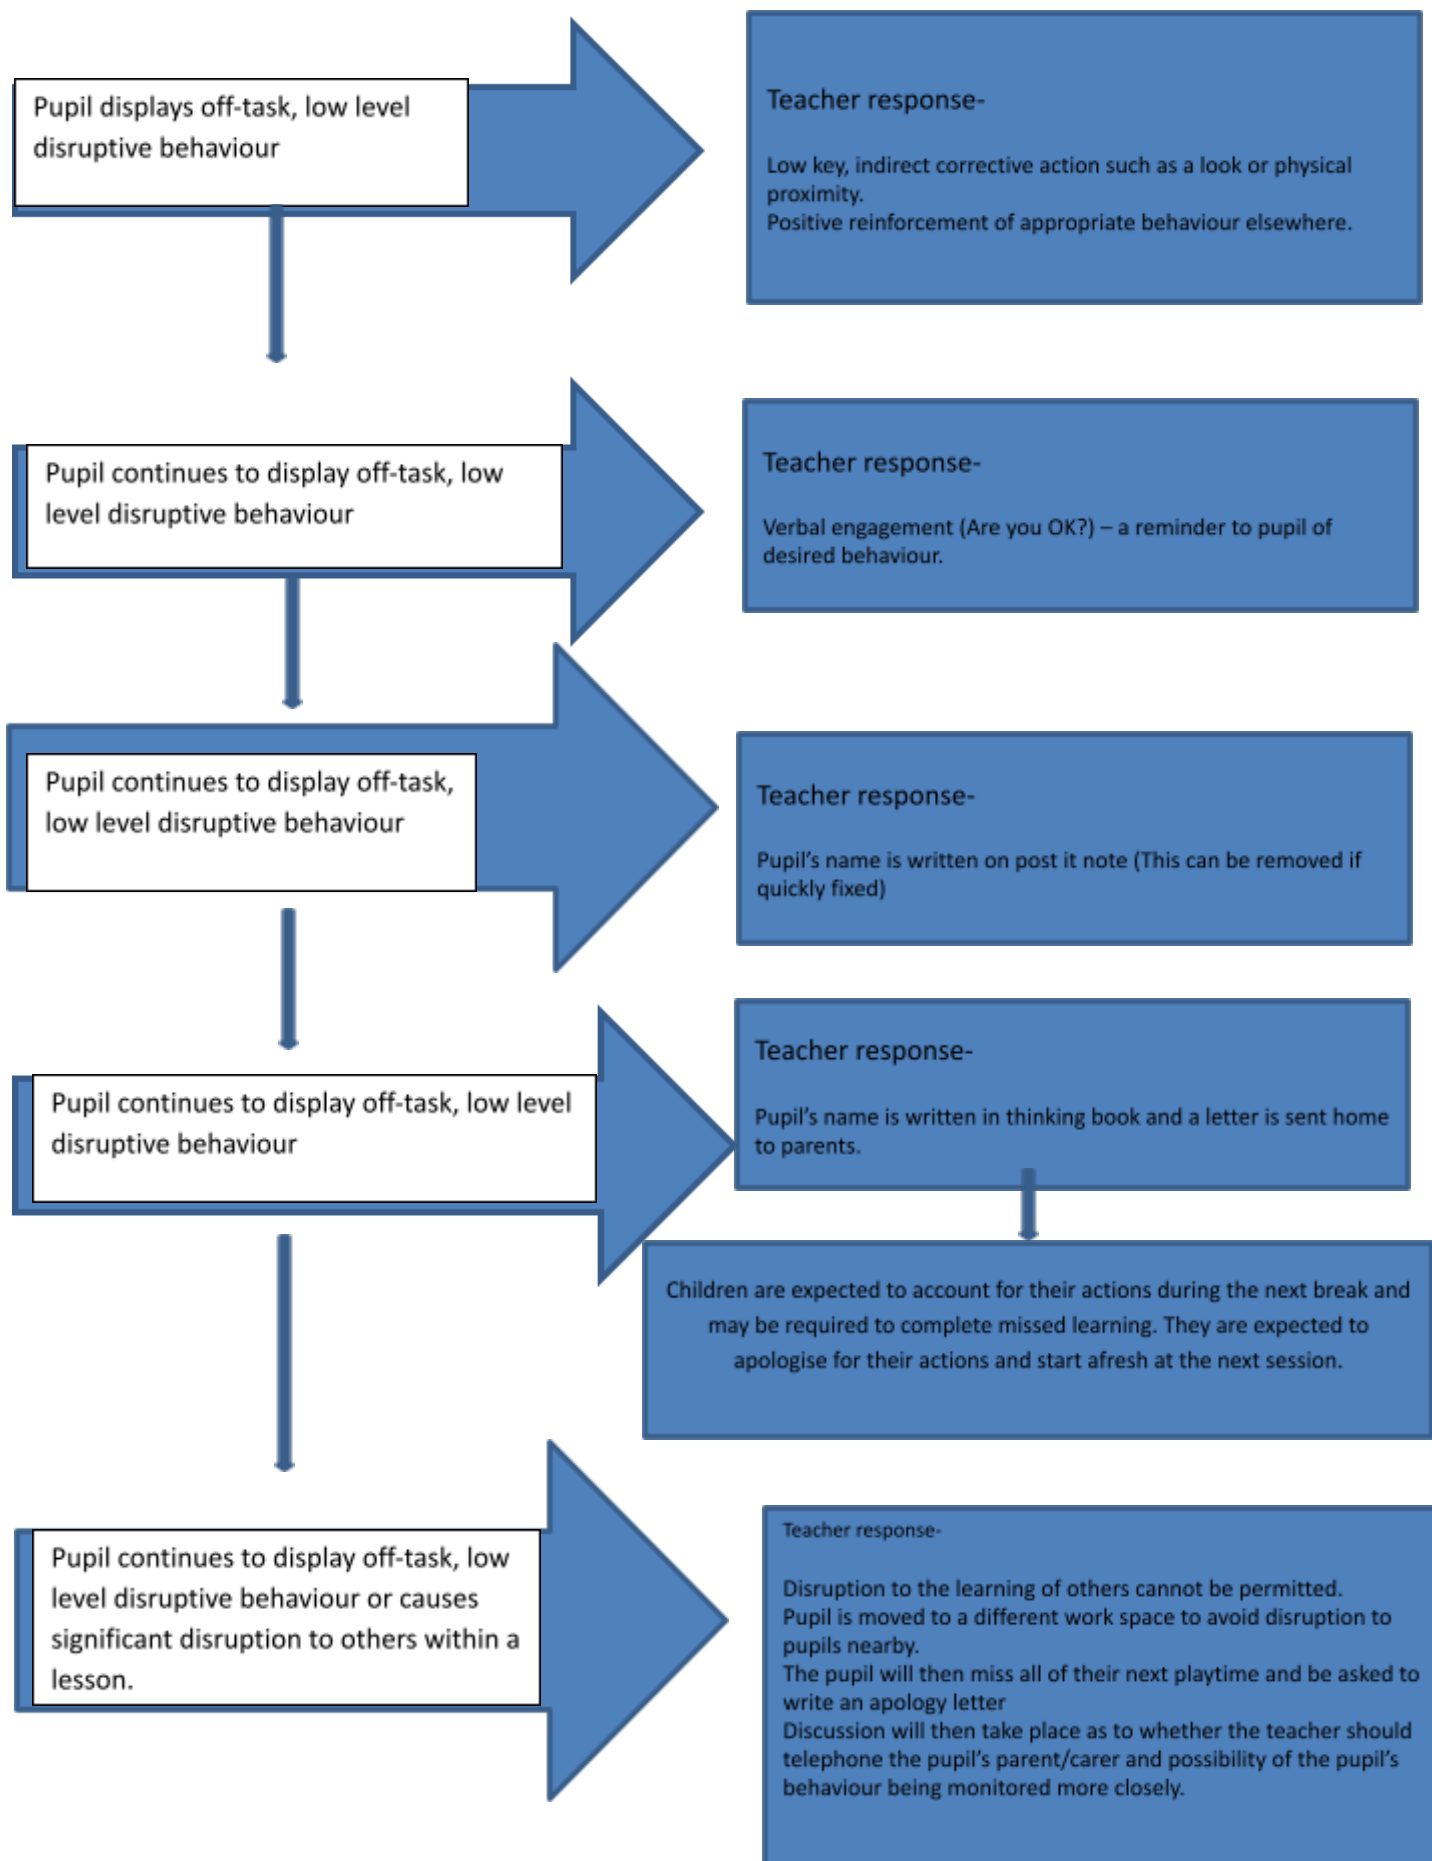 Pupil displays off-task, low level
disruptive behaviour
Teacher response-
Low key, indirect corrective action such as a look or physical
proximity.
Positive reinforcement of appropriate behaviour elsewhere.
Pupil continues to display off-task, low
level disruptive behaviour
Teacher response-
Verbal engagement (Are you OK?) – a reminder to pupil of
desired behaviour.
Pupil continues to display off-task,
low level disruptive behaviour
Teacher response-
Pupil’s name is written on post it note (This can be removed if
quickly fixed)
Pupil continues to display off-task, low level
disruptive behaviour
Teacher response-
Pupil’s name is written in thinking book and a letter is sent home
to parents.
Children are expected to account for their actions during the next break and
may be required to complete missed learning. They are expected to
apologise for their actions and start afresh at the next session.
Pupil continues to display off-task, low
level disruptive behaviour or causes
significant disruption to others within a
lesson.
Teacher response-
Disruption to the learning of others cannot be permitted.
Pupil is moved to a different work space to avoid disruption to
pupils nearby.
The pupil will then miss all of their next playtime and be asked to
write an apology letter
Discussion will then take place as to whether the teacher should
telephone the pupil’s parent/carer and possibility of the pupil’s
behaviour being monitored more closely.